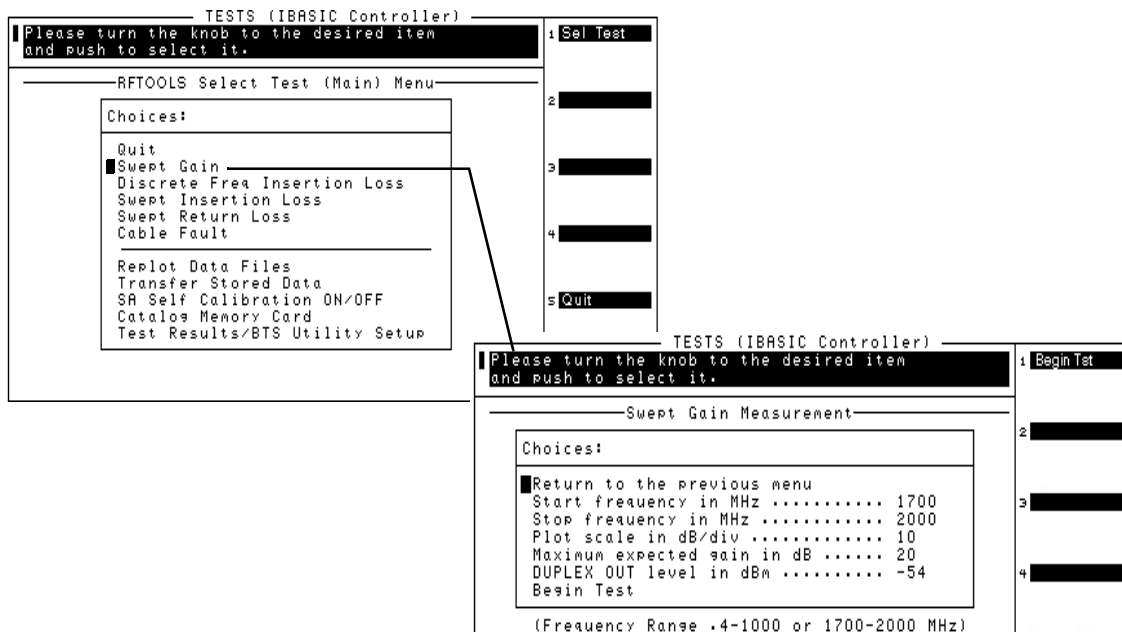 TESTS (IBASIC Controller)
Please turn the knob to the desired item
and push to select it.
1 Sel Test
RFTOOLS Select Test (Main) Menu
2
Choices:
Quit
Swept Gain
3
Discrete Freq Insertion Loss
Swept Insertion Loss
Swept Return Loss
Cable Fault
4
Replot Data Files
Transfer Stored Data
SA Self Calibration ON/OFF
5 Quit
Catalog Memory Card
Test Results/BTS Utility Setup
TESTS (IBASIC Controller)
Please turn the knob to the desired item
and push to select it.
1 Begin Tst
Swept Gain Measurement
2
Choices:
Return to the previous menu
Start frequency in MHz ........... 1700
3
Stop frequency in MHz ............ 2000
Plot scale in dB/div ............. 10
Maximum expected gain in dB ...... 20
DUPLEX OUT level in dBm .......... -54
4
Begin Test
(Frequency Range .4-1000 or 1700-2000 MHz)